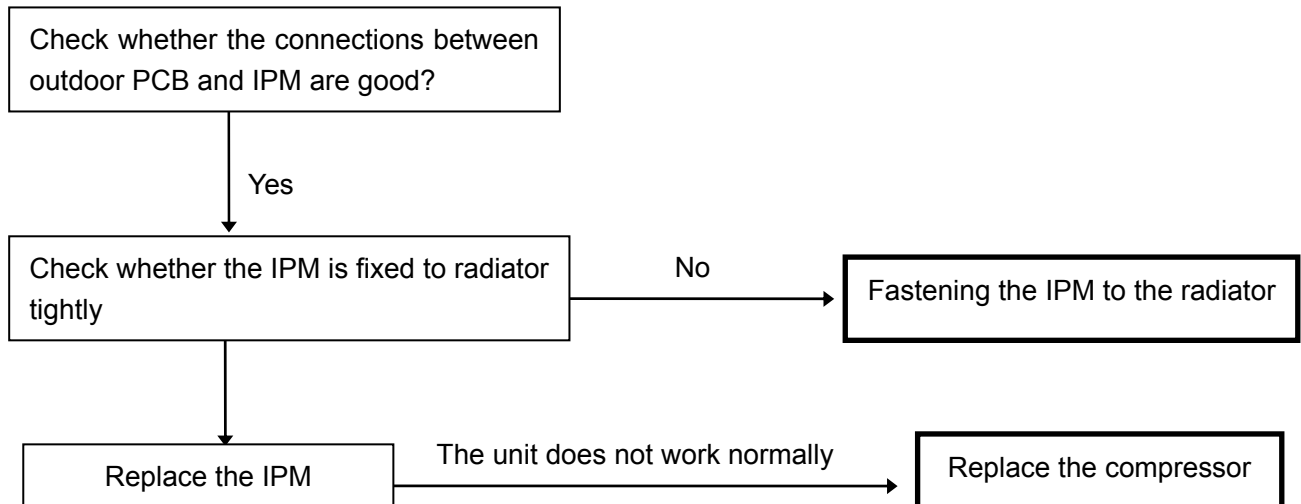 Check whether the connections between
outdoor PCB and IPM are good?
Yes
Check whether the IPM is fixed to radiator
tightly
No
Fastening the IPM to the radiator
Replace the IPM
The unit does not work normally
Replace the compressor